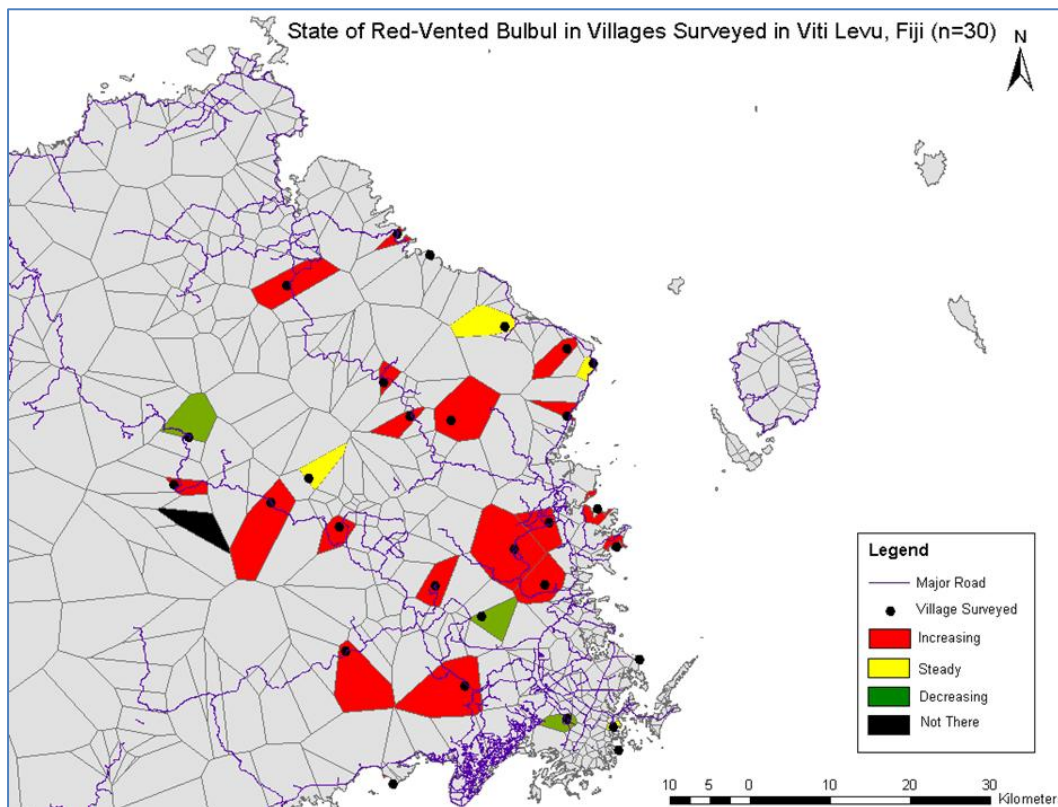 State of Red-Vented Bulbul in Villages Surveyed in Viti Levu, Fiji (n=30)
N
Legend
Major Road
Village Surveyed
Increasing
Steady
Decreasing
Not There
10 5 0 10 20 30
Kilometer